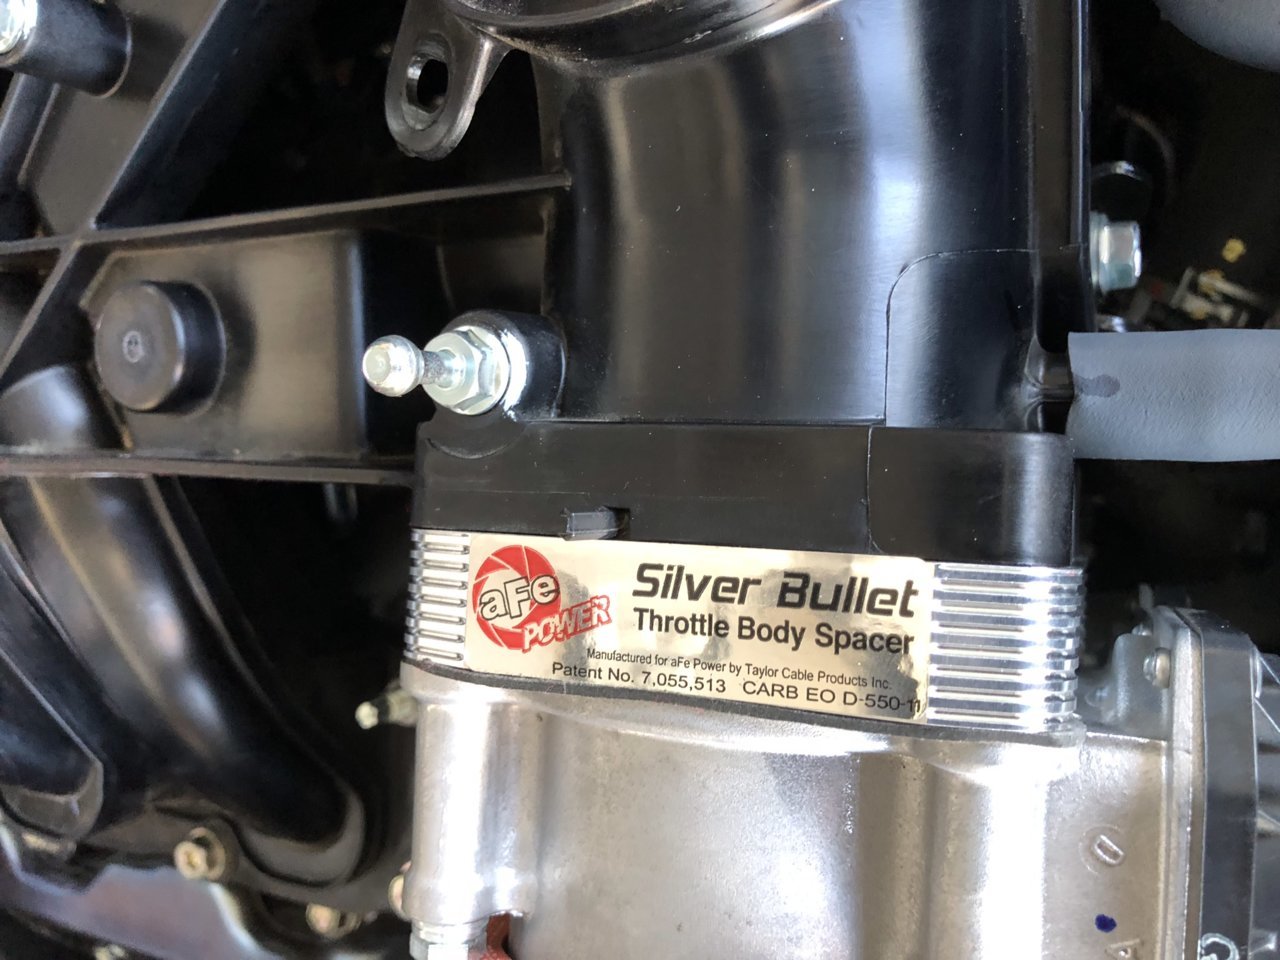 aFe
POWER
Silver Bullet
Throttle Body Spacer
Manufactured for aFe Power by Taylor Cable Products Inc.
Patent No. 7,055,513 CARB EO D-550-11